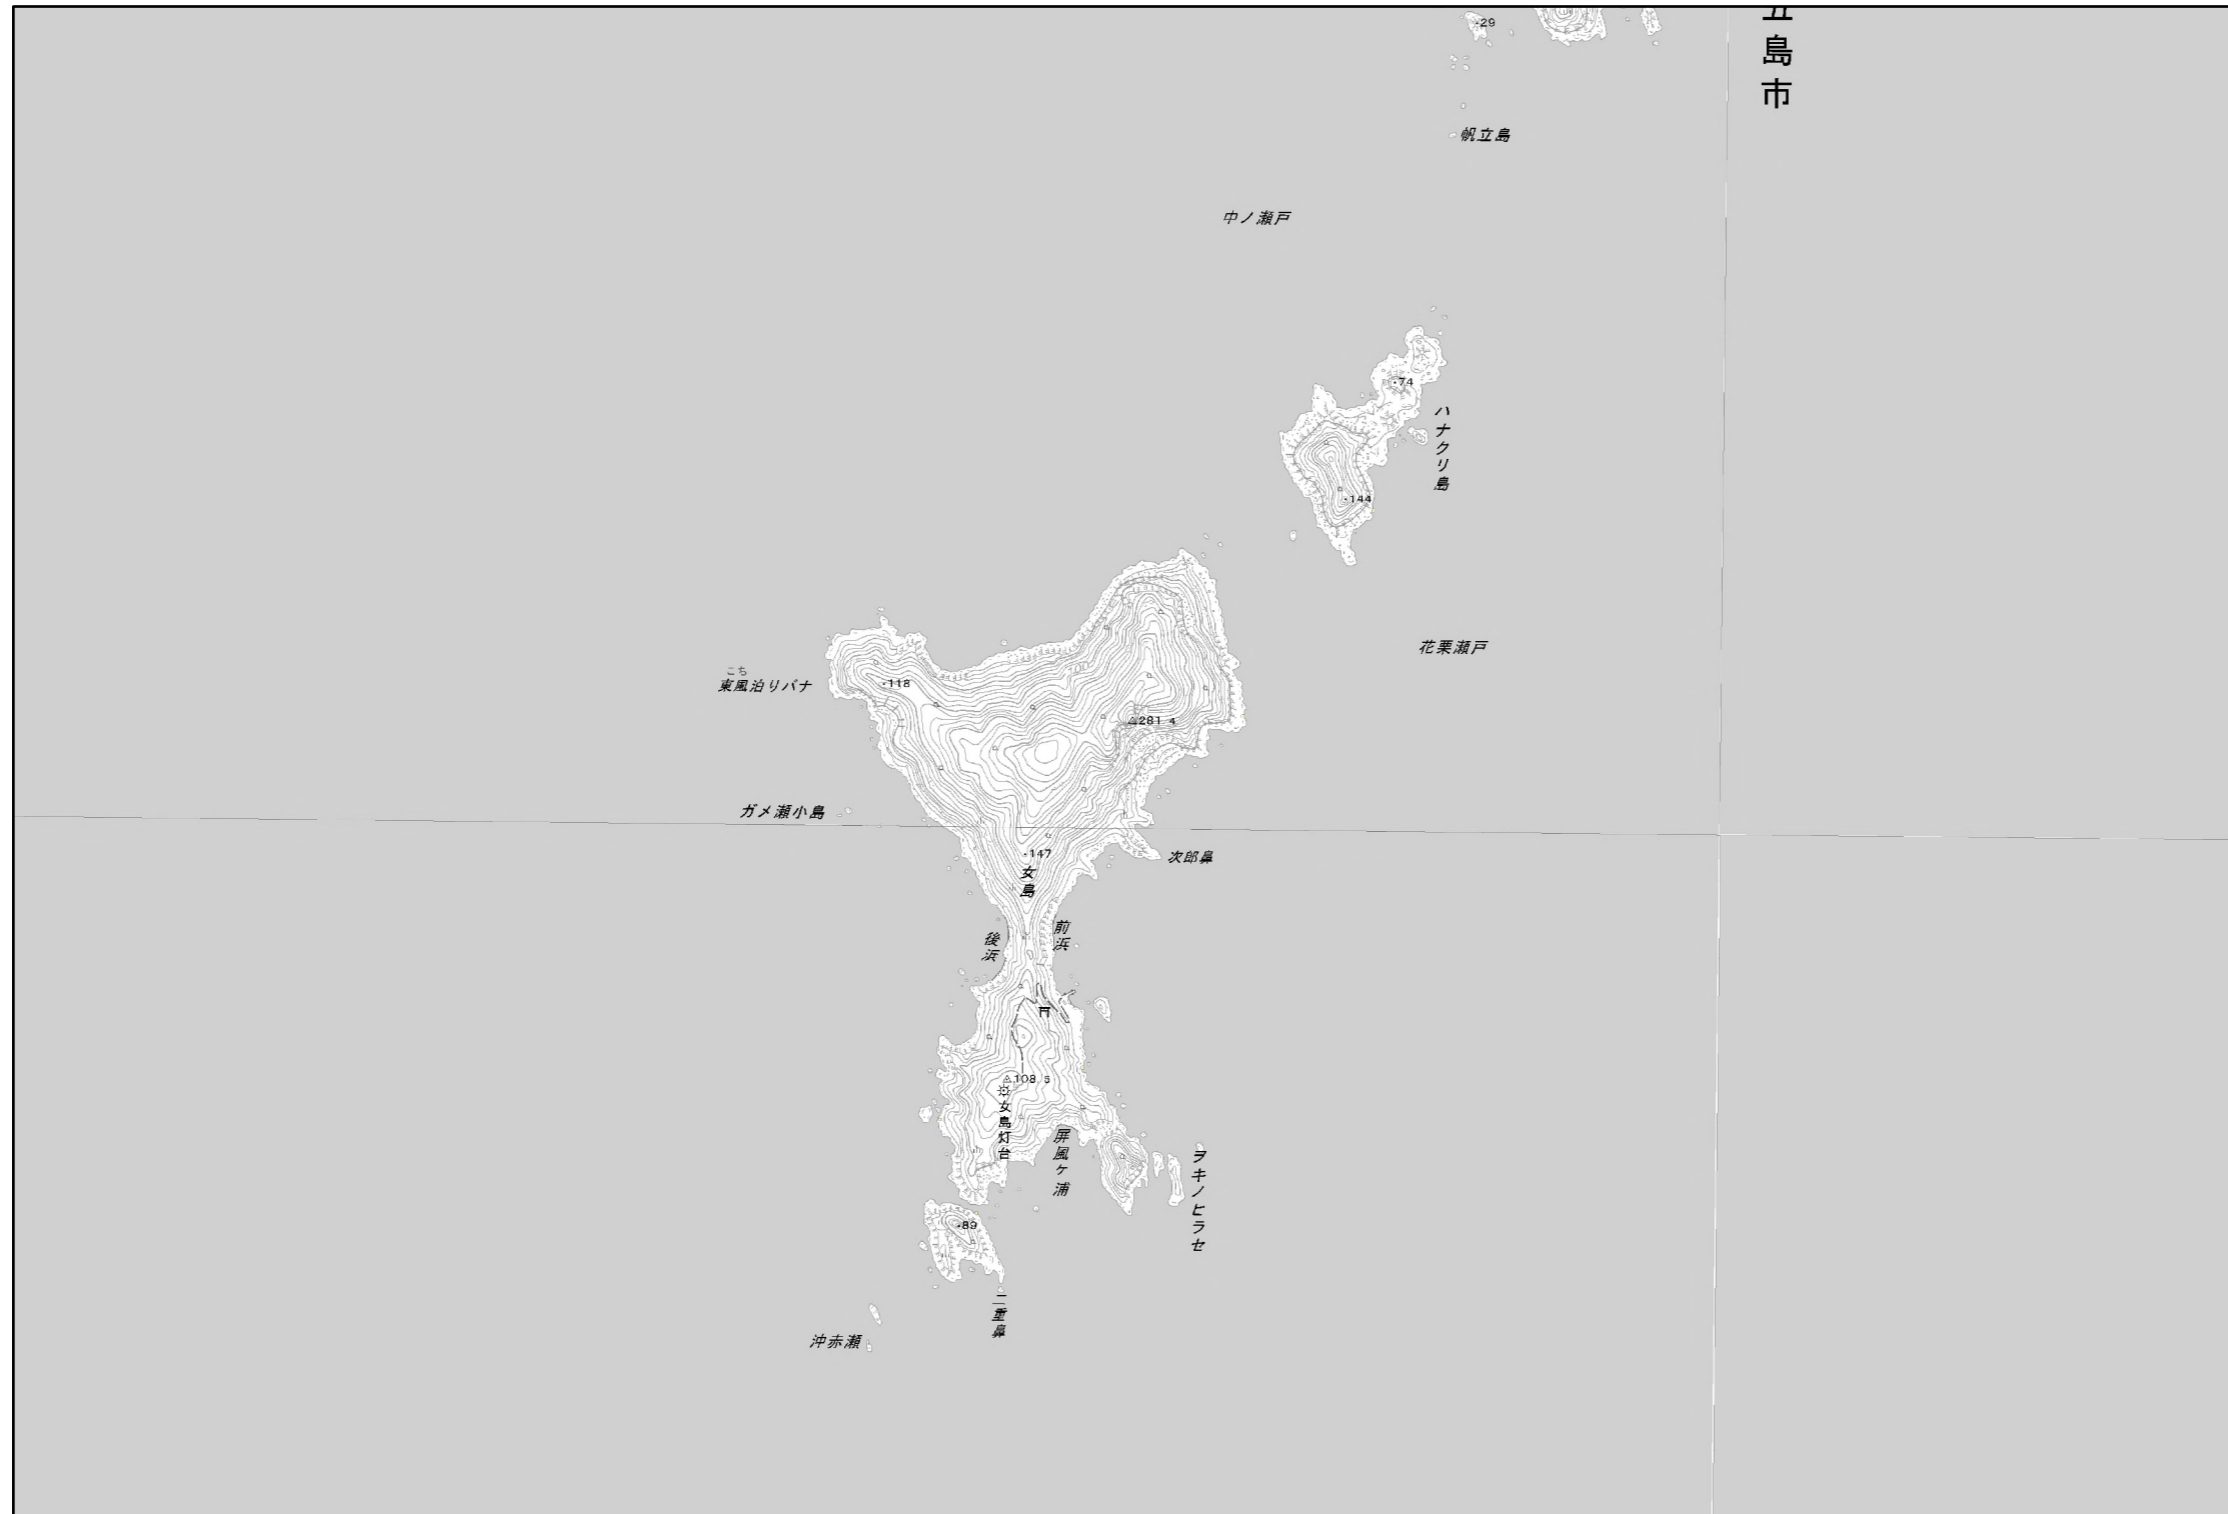 五島市
29
帆立島
中ノ瀬戸
74
ハナクリ島
144
花栗瀬戸
こち
東風泊りバナ
118
281.4
ガメ瀬小島
147
女島
次郎鼻
後浜
前浜
108.5
女島灯台
屏風ヶ浦
ヲキノヒラセ
89
二重鼻
沖赤瀬